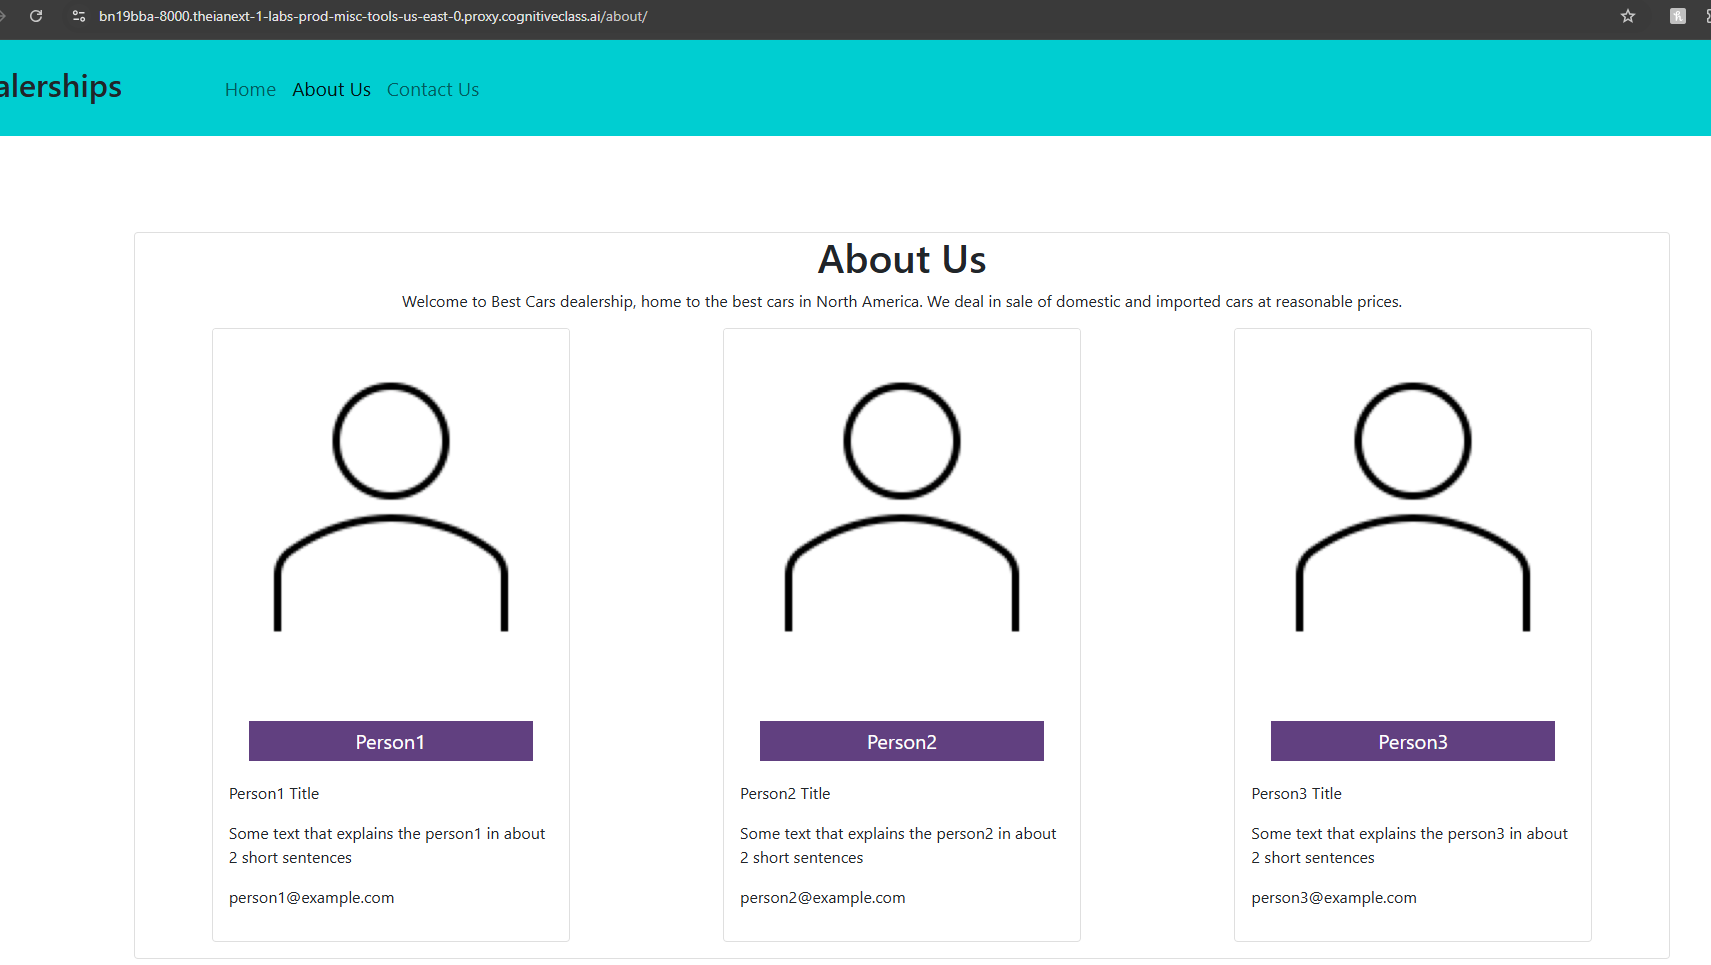 bn19bba-8000.theianext-1-labs-prod-misc-tools-us-east-0.proxy.cognitiveclass.ai/about/
alerships
Home About Us Contact Us
About Us
Welcome to Best Cars dealership, home to the best cars in North America. We deal in sale of domestic and imported cars at reasonable prices.
Person1
Person1 Title
Some text that explains the person1 in about
2 short sentences
person1@example.com
Person2
Person2 Title
Some text that explains the person2 in about
2 short sentences
person2@example.com
Person3
Person3 Title
Some text that explains the person3 in about
2 short sentences
person3@example.com